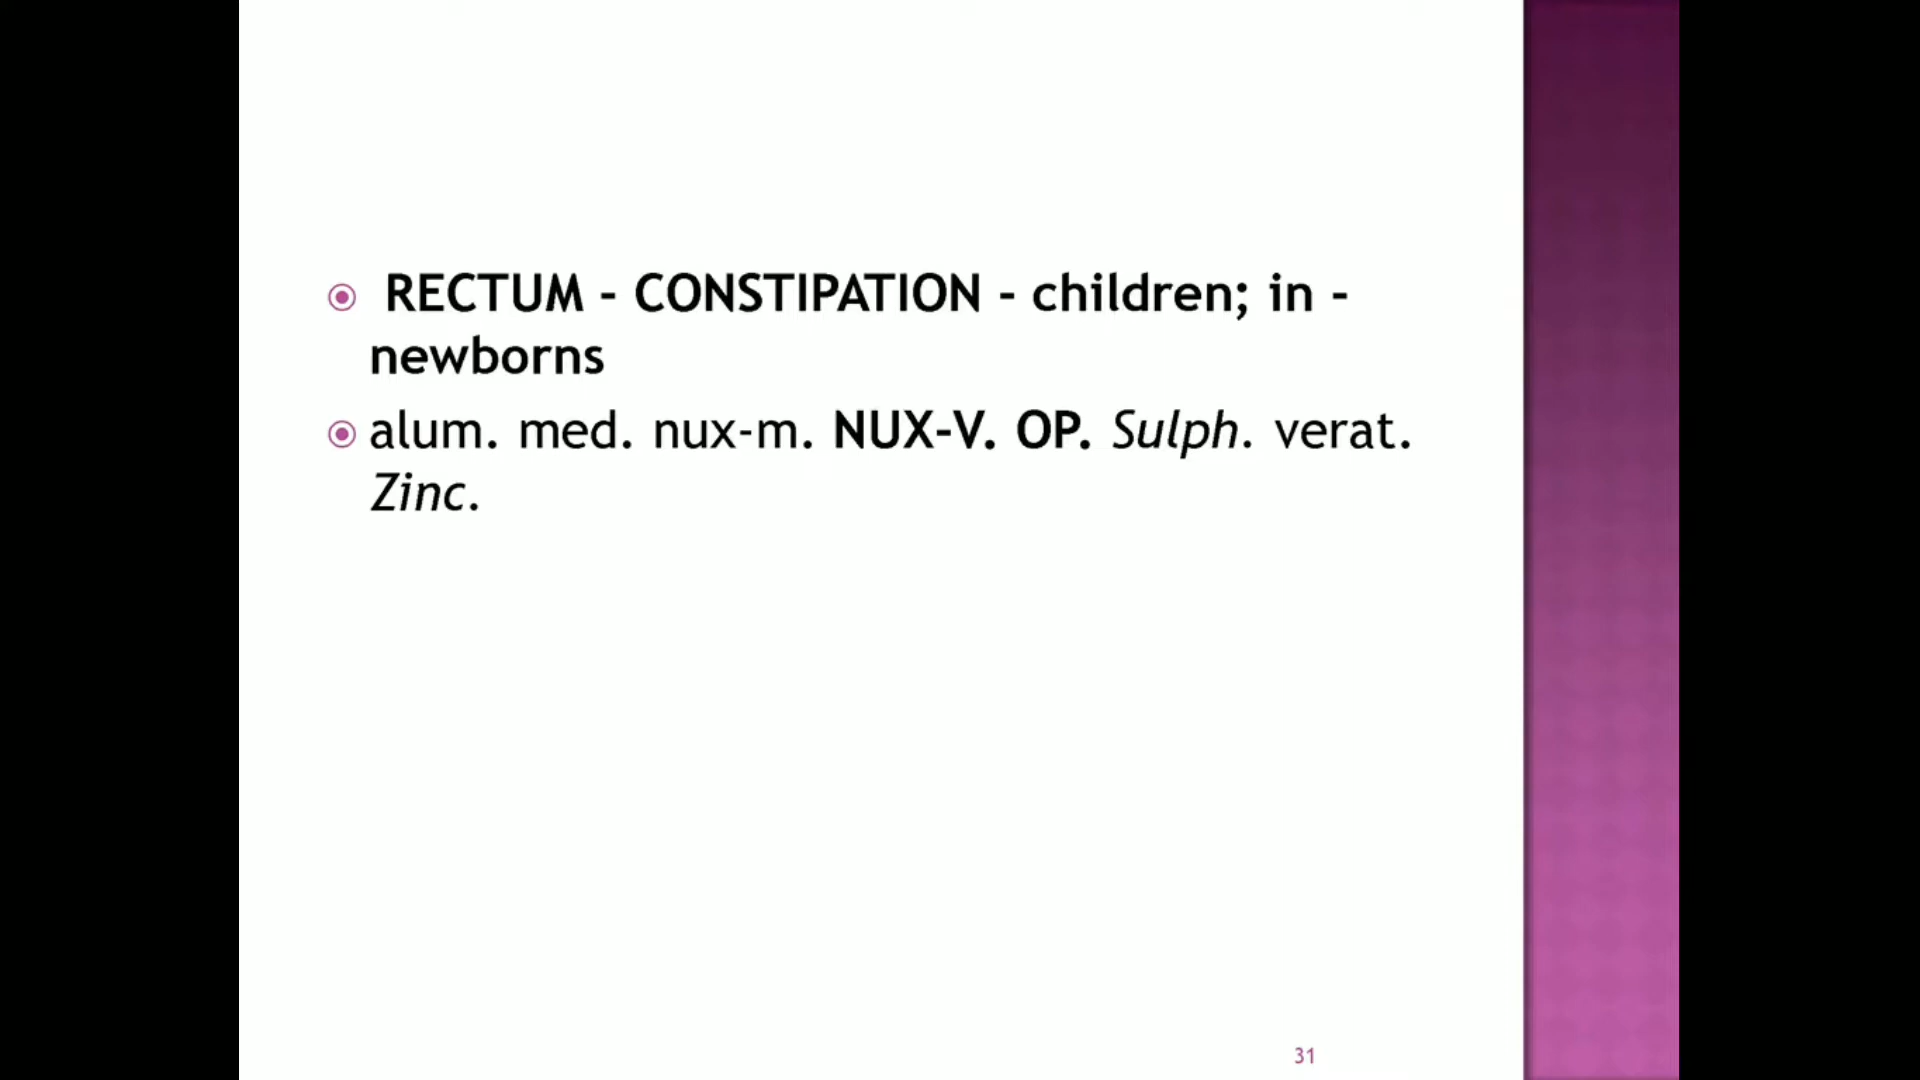 RECTUM - CONSTIPATION - children; in -
newborns
alum. med. nux-m. NUX-V. OP. Sulph. verat.
Zinc.
31